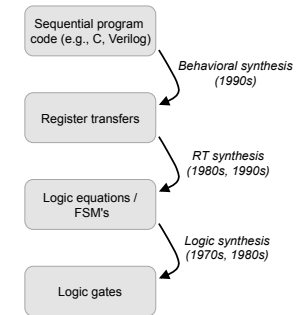 Sequential program
code (e.g., C, Verilog)
Behavioral synthesis
(1990s)
Register transfers
RT synthesis
(1980s, 1990s)
Logic equations /
FSM's
Logic synthesis
(1970s, 1980s)
Logic gates